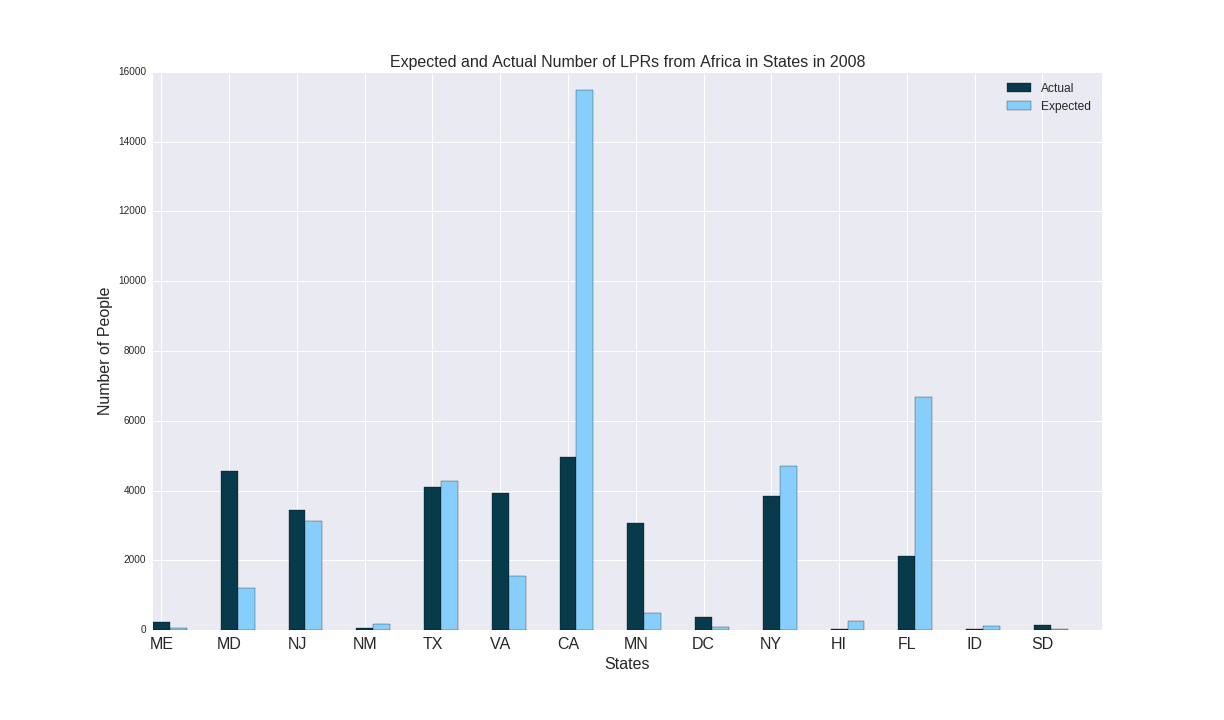 Expected and Actual Number of LPRs from Africa in States in 2008
Actual
Expected
16000
14000
12000
10000
8000
6000
4000
2000
0
Number of People
ME MD NJ NM TX VA CA MN DC NY HI FL ID SD
States